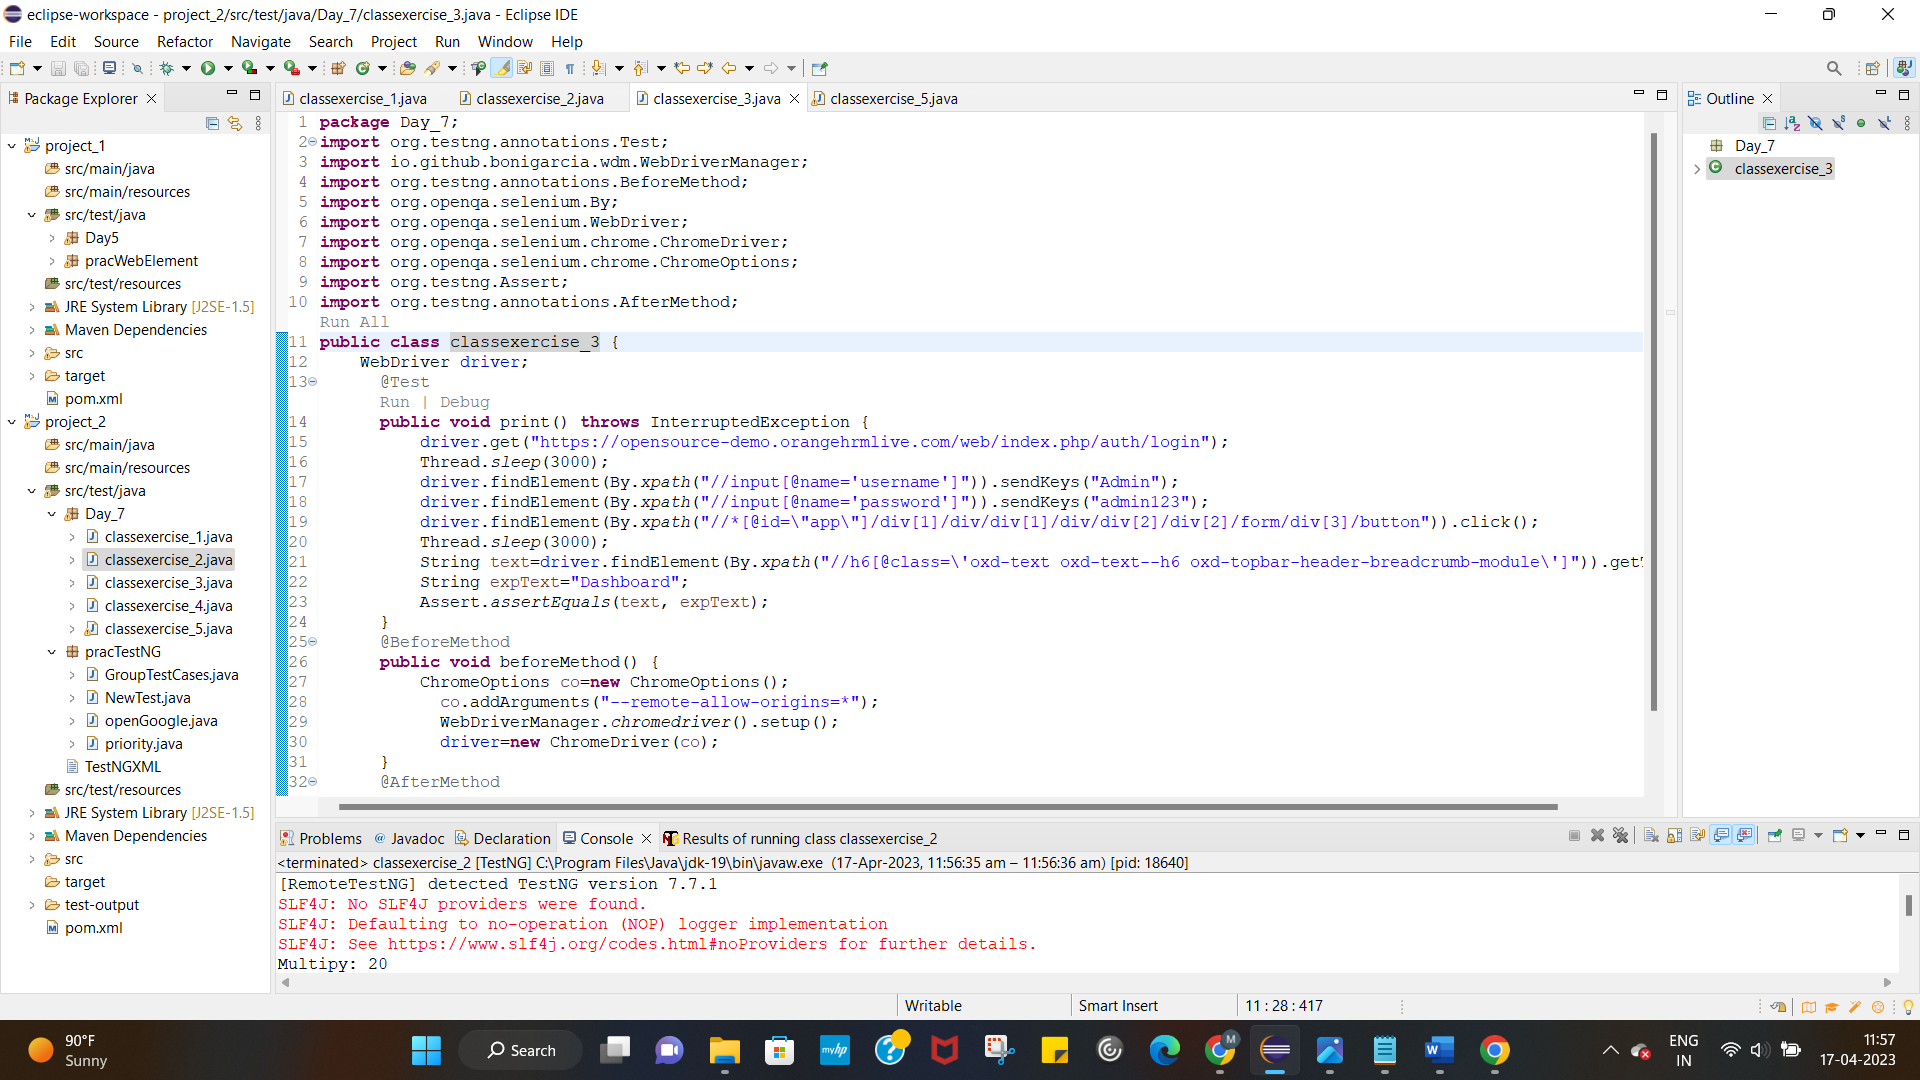 eclipse-workspace - project_2/src/test/java/Day_7/classexercise_3.java - Eclipse IDE
File Edit Source Refactor Navigate Search Project Run Window Help
Package Explorer
project_1
src/main/java
src/main/resources
src/test/java
Day5
pracWebElement
src/test/resources
JRE System Library [J2SE-1.5]
Maven Dependencies
src
target
pom.xml
project_2
src/main/java
src/main/resources
src/test/java
Day_7
classexercise_1.java
classexercise_2.java
classexercise_3.java
classexercise_4.java
classexercise_5.java
pracTestNG
GroupTestCases.java
NewTest.java
openGoogle.java
priority.java
TestNGXML
src/test/resources
JRE System Library [J2SE-1.5]
Maven Dependencies
src
target
test-output
pom.xml
classexercise_1.java classexercise_2.java classexercise_3.java classexercise_5.java
1 package Day_7;
2 import org.testng.annotations.Test;
3 import io.github.bonigarcia.wdm.WebDriverManager;
4 import org.testng.annotations.BeforeMethod;
5 import org.openqa.selenium.By;
6 import org.openqa.selenium.WebDriver;
7 import org.openqa.selenium.chrome.ChromeDriver;
8 import org.openqa.selenium.chrome.ChromeOptions;
9 import org.testng.Assert;
10 import org.testng.annotations.AfterMethod;
Run All
11 public class classexercise_3 {
12 WebDriver driver;
13 @Test
Run | Debug
14 public void print() throws InterruptedException {
15 driver.get("https://opensource-demo.orangehrmlive.com/web/index.php/auth/login");
16 Thread.sleep(3000);
17 driver.findElement(By.xpath("//input[@name='username']")).sendKeys("Admin");
18 driver.findElement(By.xpath("//input[@name='password']")).sendKeys("admin123");
19 driver.findElement(By.xpath("//*[@id=\"app\"]/div[1]/div/div[1]/div/div[2]/div[2]/form/div[3]/button")).click();
20 Thread.sleep(3000);
21 String text=driver.findElement(By.xpath("//h6[@class=\'oxd-text oxd-text--h6 oxd-topbar-header-breadcrumb-module\']")).get
22 String expText="Dashboard";
23 Assert.assertEquals(text, expText);
24 }
25 @BeforeMethod
26 public void beforeMethod() {
27 ChromeOptions co=new ChromeOptions();
28 co.addArguments("--remote-allow-origins=*");
29 WebDriverManager.chromedriver().setup();
30 driver=new ChromeDriver(co);
31 }
32 @AfterMethod
Outline
Day_7
classexercise_3
Problems Javadoc Declaration Console Results of running class classexercise_2
<terminated> classexercise_2 [TestNG] C:\Program Files\Java\jdk-19\bin\javaw.exe (17-Apr-2023, 11:56:35 am – 11:56:36 am) [pid: 18640]
[RemoteTestNG] detected TestNG version 7.7.1
SLF4J: No SLF4J providers were found.
SLF4J: Defaulting to no-operation (NOP) logger implementation
SLF4J: See https://www.slf4j.org/codes.html#noProviders for further details.
Multipy: 20
Writable Smart Insert 11 : 28 : 417
90°F
Sunny
Search
myhp
M
ENG
IN
11:57
17-04-2023